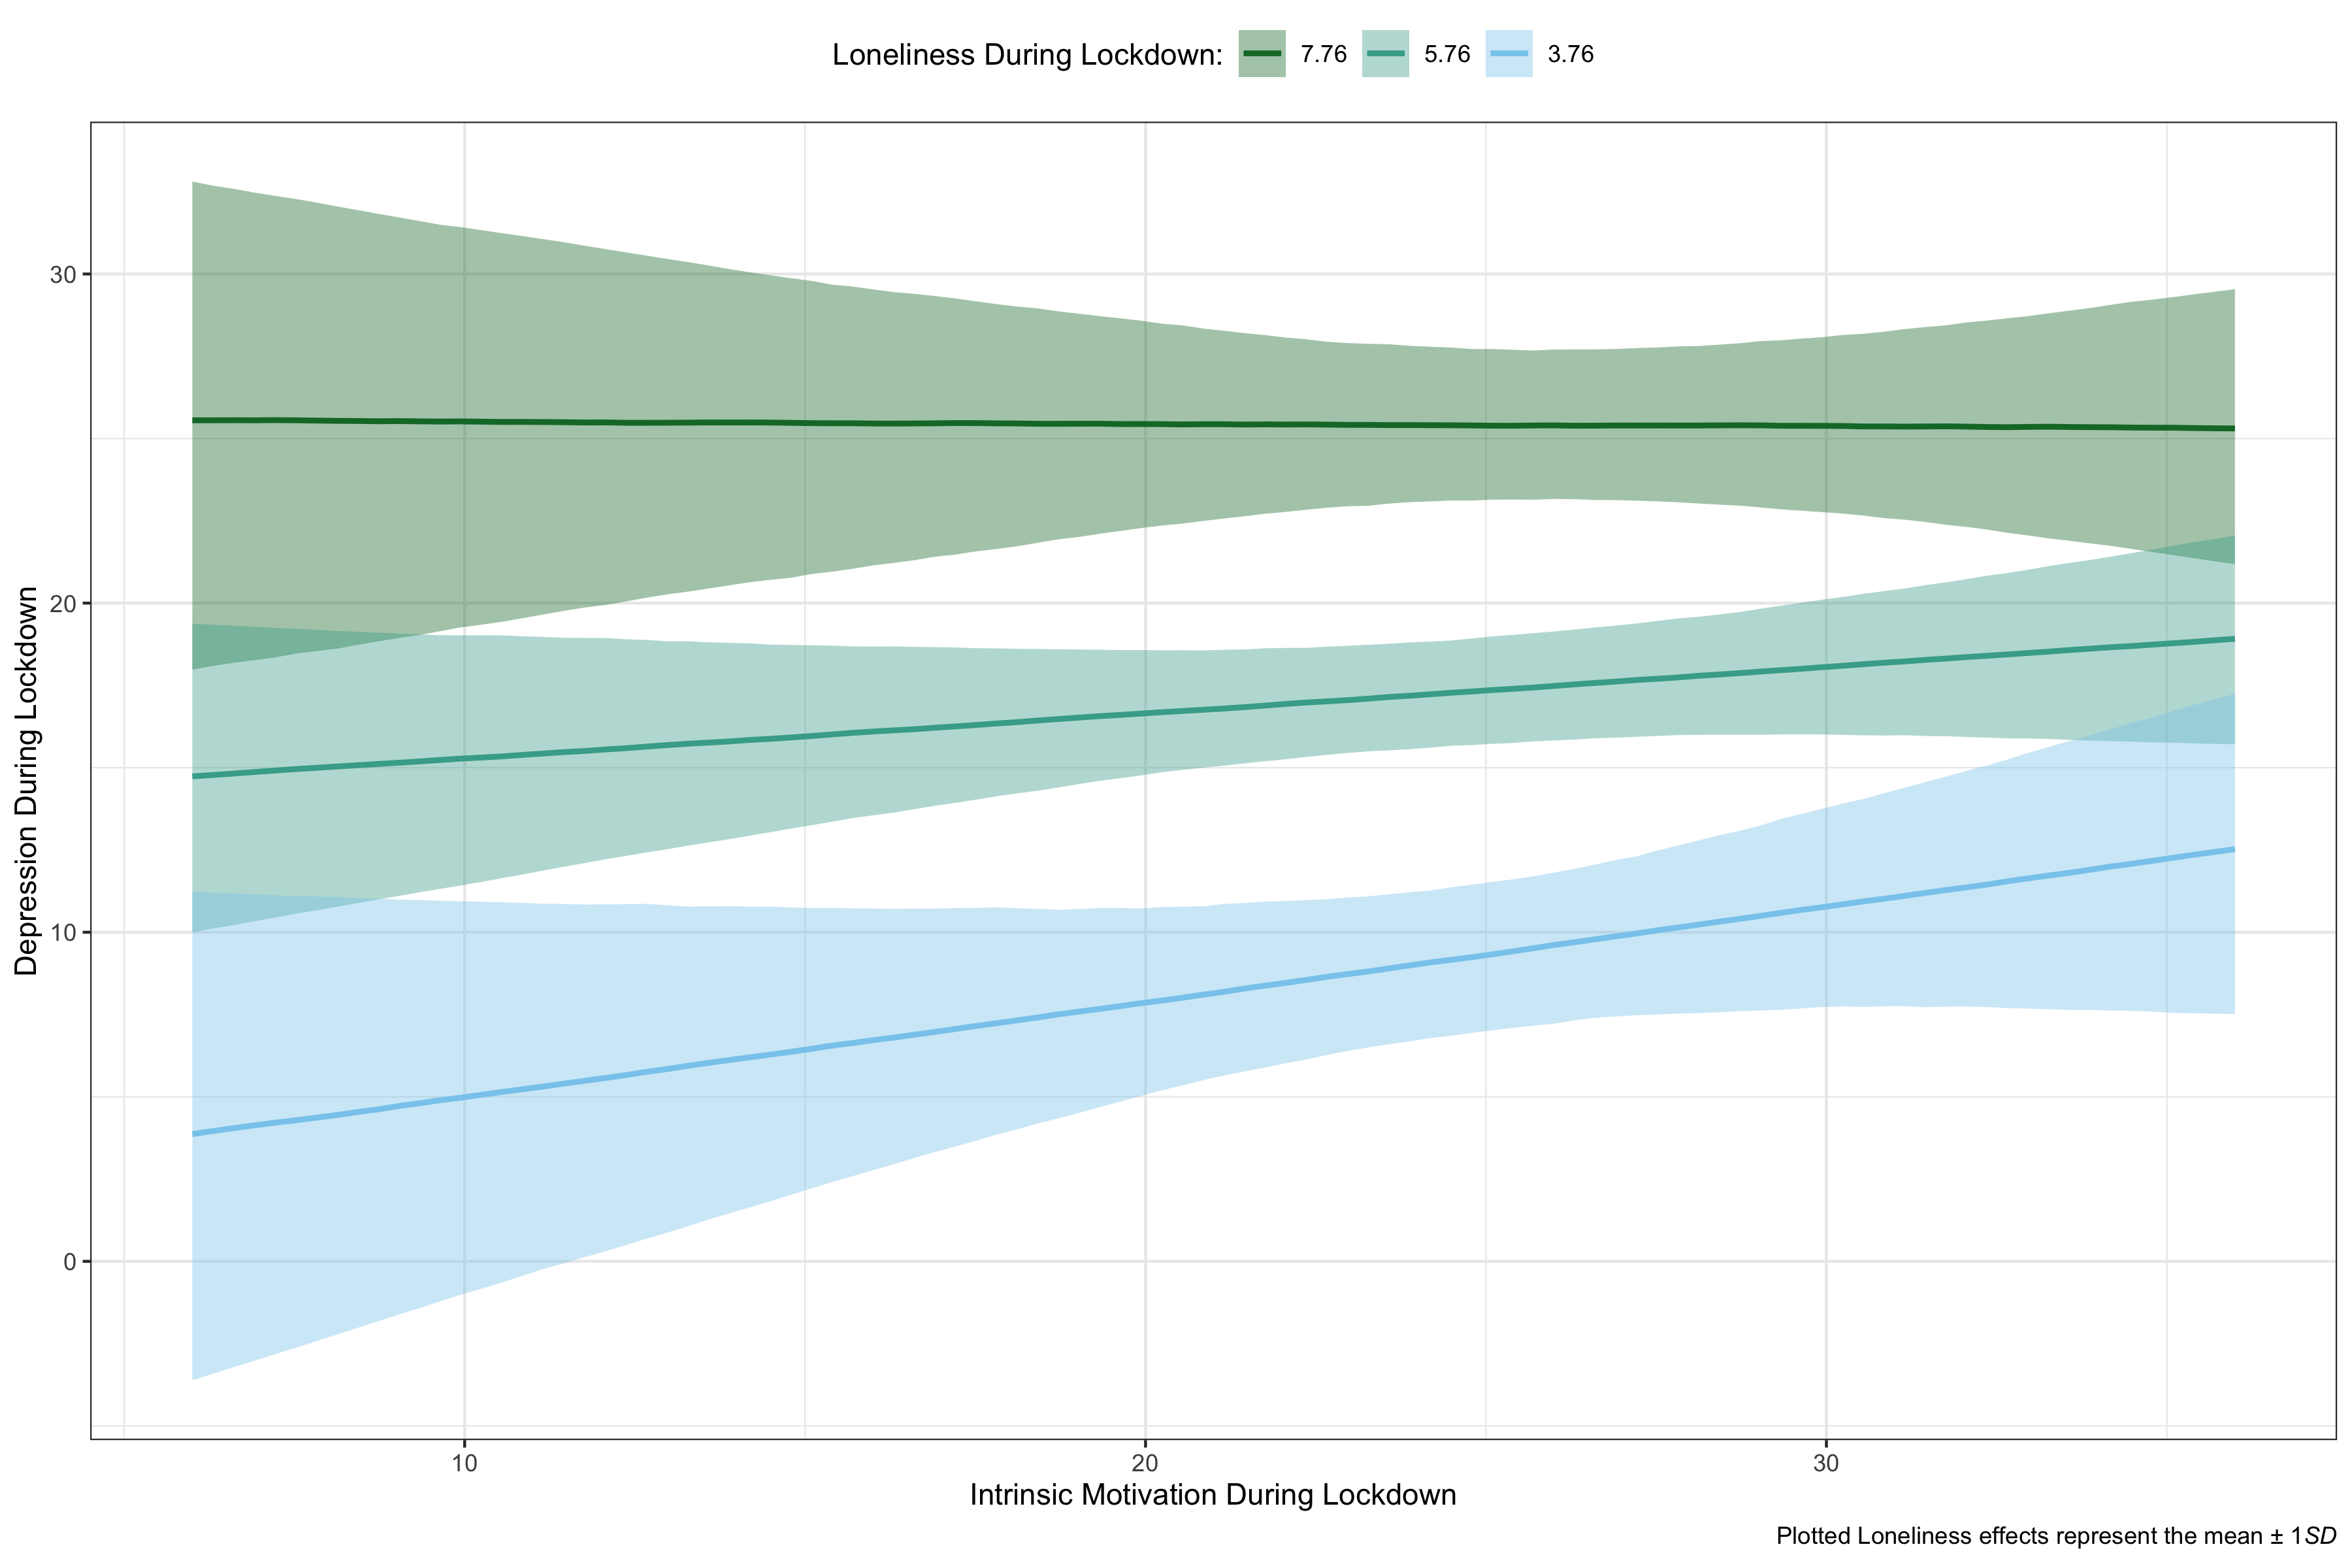 Loneliness During Lockdown: 7.76 5.76 3.76
Depression During Lockdown
30
20
10
0
10 20 30
Intrinsic Motivation During Lockdown
Plotted Loneliness effects represent the mean ± 1SD